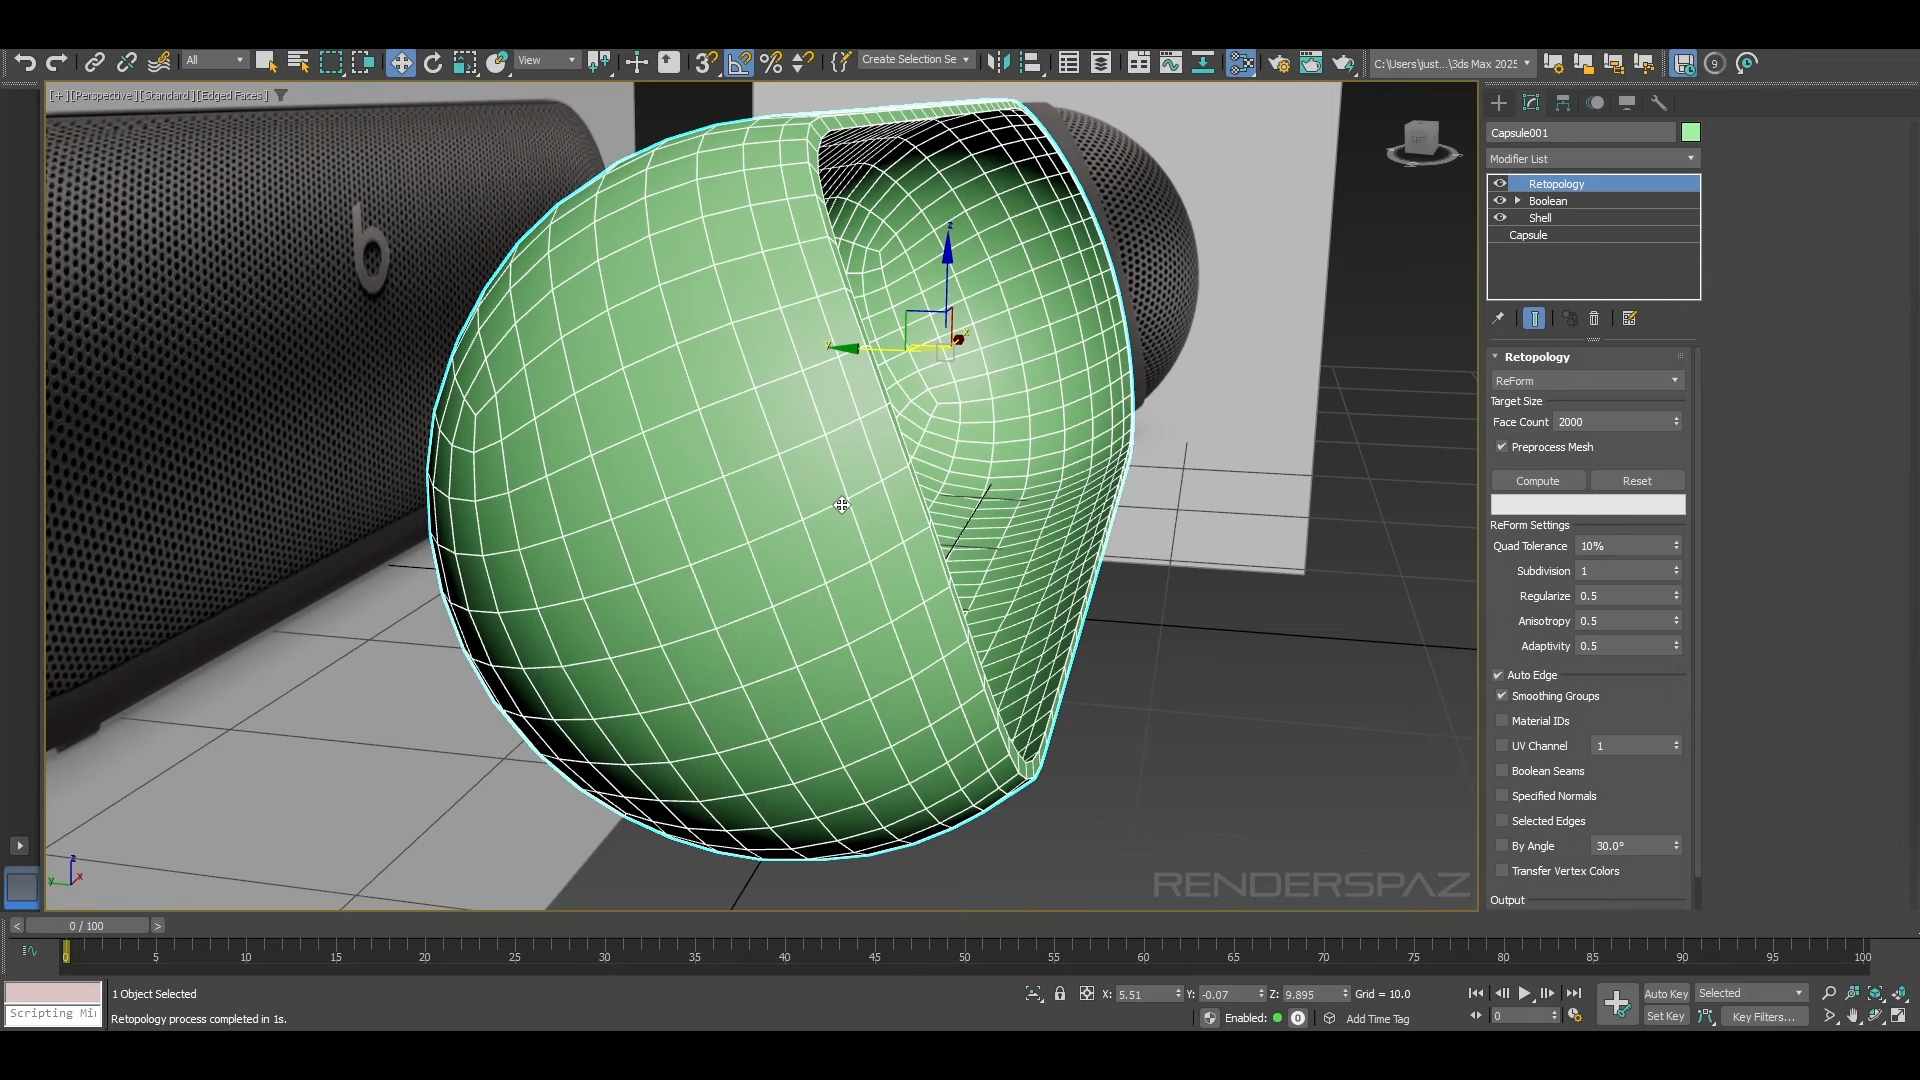 All
View
3
Create Selection Se
C:\Users\just...\3ds Max 2025
9
[+] [Perspective] [Standard] [Edged Faces]
b
Capsule001
Modifier List
Retopology
Boolean
Shell
Capsule
Retopology
ReForm
Target Size
Face Count 2000
Preprocess Mesh
Compute Reset
ReForm Settings
Quad Tolerance 10%
Subdivision 1
Regularize 0.5
Anisotropy 0.5
Adaptivity 0.5
Auto Edge
Smoothing Groups
Material IDs
UV Channel 1
Boolean Seams
Specified Normals
Selected Edges
By Angle 30.0°
Transfer Vertex Colors
Output
z
y
x
z
y
x
RENDERSPAZ
< 0 / 100 >
0 5 10 15 20 25 30 35 40 45 50 55 60 65 70 75 80 85 90 95 100
1 Object Selected
X: 5.51 Y: -0.07 Z: 9.895 Grid = 10.0
Auto Key Selected
Scripting Mi
Retopology process completed in 1s.
Enabled: 0 Add Time Tag
0
Set Key Key Filters...